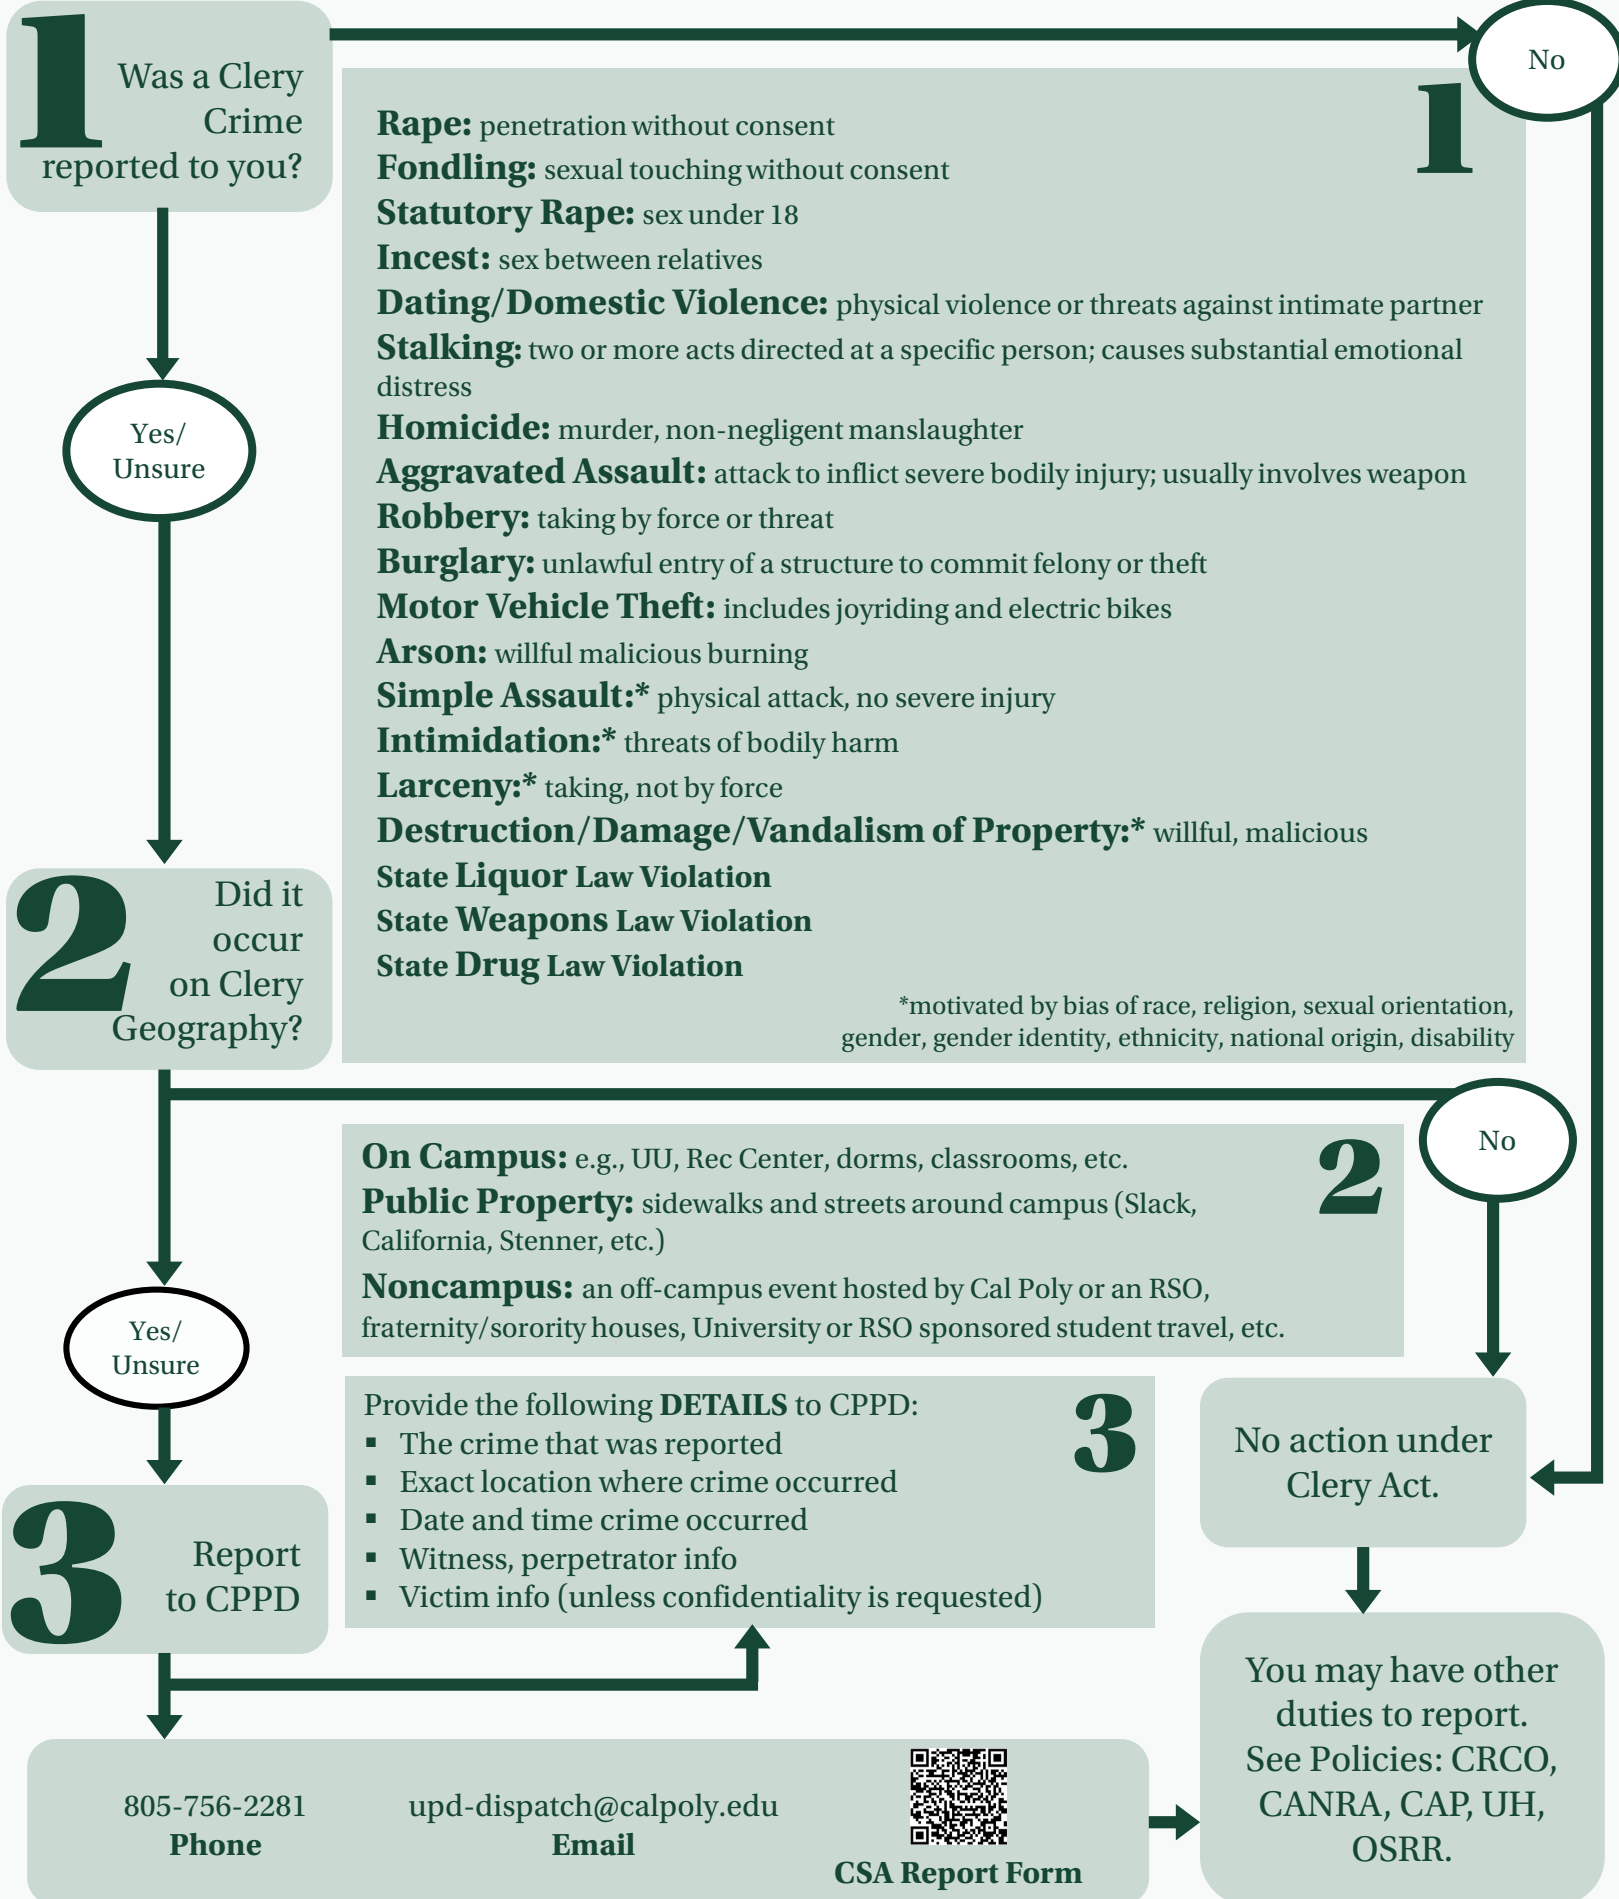 1
Was a Clery
Crime
reported to you?
No
1
Rape: penetration without consent
Fondling: sexual touching without consent
Statutory Rape: sex under 18
Incest: sex between relatives
Dating/Domestic Violence: physical violence or threats against intimate partner
Stalking: two or more acts directed at a specific person; causes substantial emotional
distress
Homicide: murder, non-negligent manslaughter
Aggravated Assault: attack to inflict severe bodily injury; usually involves weapon
Robbery: taking by force or threat
Burglary: unlawful entry of a structure to commit felony or theft
Motor Vehicle Theft: includes joyriding and electric bikes
Arson: willful malicious burning
Simple Assault:* physical attack, no severe injury
Intimidation:* threats of bodily harm
Larceny:* taking, not by force
Destruction/Damage/Vandalism of Property:* willful, malicious
State Liquor Law Violation
State Weapons Law Violation
State Drug Law Violation
*motivated by bias of race, religion, sexual orientation,
gender, gender identity, ethnicity, national origin, disability
Yes/
Unsure
2
Did it
occur
on Clery
Geography?
No
2
On Campus: e.g., UU, Rec Center, dorms, classrooms, etc.
Public Property: sidewalks and streets around campus (Slack,
California, Stenner, etc.)
Noncampus: an off-campus event hosted by Cal Poly or an RSO,
fraternity/sorority houses, University or RSO sponsored student travel, etc.
Yes/
Unsure
3
Report
to CPPD
3
Provide the following DETAILS to CPPD:
▪ The crime that was reported
▪ Exact location where crime occurred
▪ Date and time crime occurred
▪ Witness, perpetrator info
▪ Victim info (unless confidentiality is requested)
No action under
Clery Act.
You may have other
duties to report.
See Policies: CRCO,
CANRA, CAP, UH,
OSRR.
805-756-2281
Phone
upd-dispatch@calpoly.edu
Email
CSA Report Form